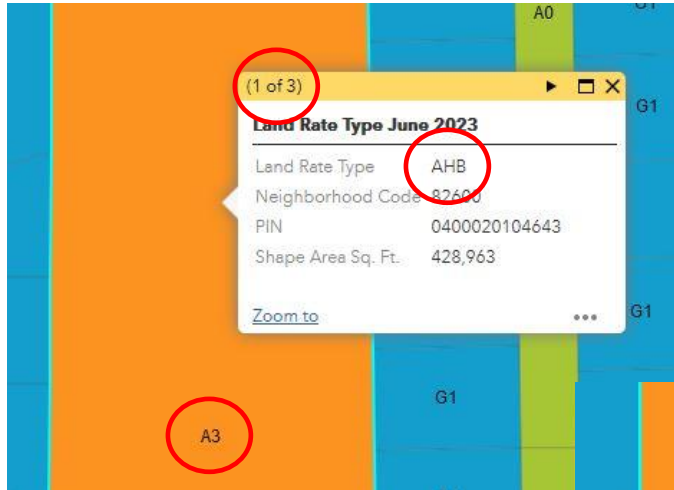 A0
(1 of 3)
G1
Land Rate Type June 2023
Land Rate Type AHB
Neighborhood Code 82600
PIN 0400020104643
Shape Area Sq. Ft. 428,963
Zoom to
G1
G1
A3